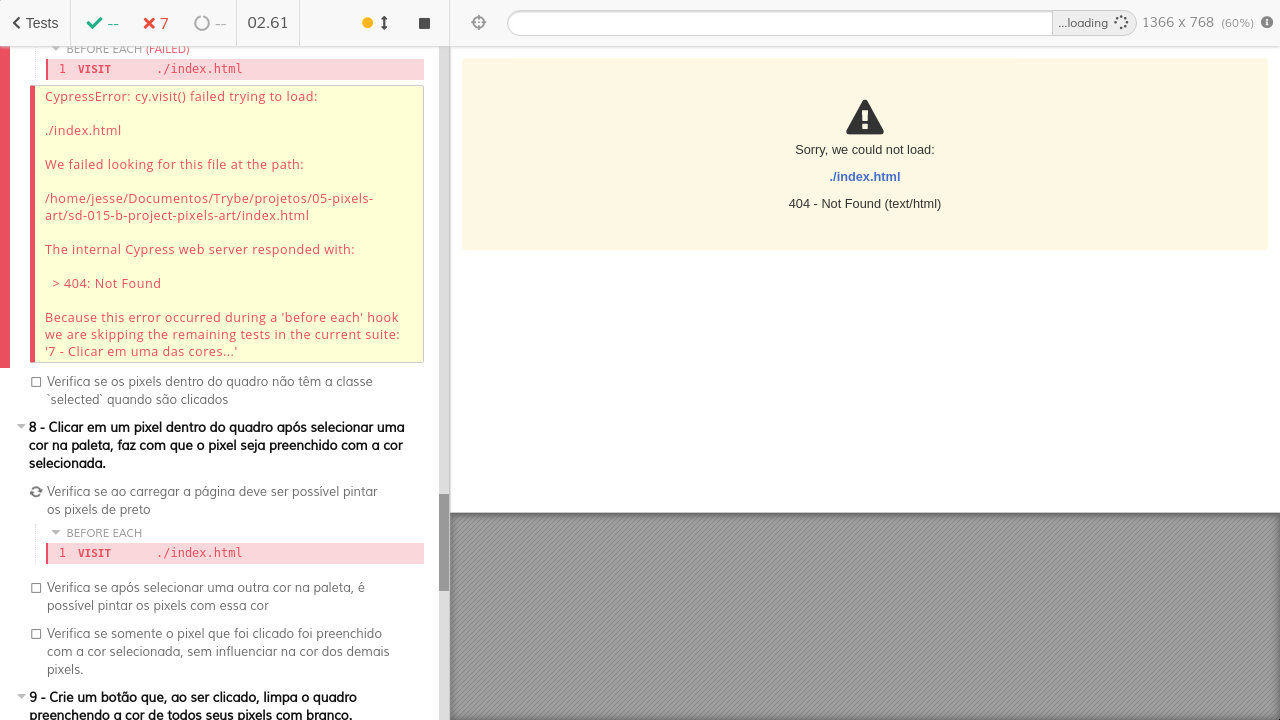 Tests
--
7
--
02.61
...loading
1366 x 768 (60%)
BEFORE EACH (FAILED)
1 VISIT ./index.html
CypressError: cy.visit() failed trying to load:
./index.html
We failed looking for this file at the path:
/home/jesse/Documentos/Trybe/projetos/05-pixels-
art/sd-015-b-project-pixels-art/index.html
The internal Cypress web server responded with:
> 404: Not Found
Because this error occurred during a 'before each' hook
we are skipping the remaining tests in the current suite:
'7 - Clicar em uma das cores...'
Verifica se os pixels dentro do quadro não têm a classe
`selected` quando são clicados
8 - Clicar em um pixel dentro do quadro após selecionar uma
cor na paleta, faz com que o pixel seja preenchido com a cor
selecionada.
Verifica se ao carregar a página deve ser possível pintar
os pixels de preto
BEFORE EACH
1 VISIT ./index.html
Verifica se após selecionar uma outra cor na paleta, é
possível pintar os pixels com essa cor
Verifica se somente o pixel que foi clicado foi preenchido
com a cor selecionada, sem influenciar na cor dos demais
pixels.
9 - Crie um botão que, ao ser clicado, limpa o quadro
preenchendo a cor de todos seus pixels com branco.
Sorry, we could not load:
./index.html
404 - Not Found (text/html)